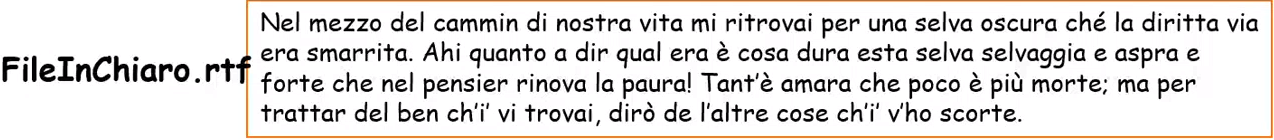 FileInChiaro.rtf
Nel mezzo del cammin di nostra vita mi ritrovai per una selva oscura ché la diritta via
era smarrita. Ahi quanto a dir qual era è cosa dura esta selva selvaggia e aspra e
forte che nel pensier rinova la paura! Tant'è amara che poco è più morte; ma per
trattar del ben ch'i' vi trovai, dirò de l'altre cose ch'i' v'ho scorte.